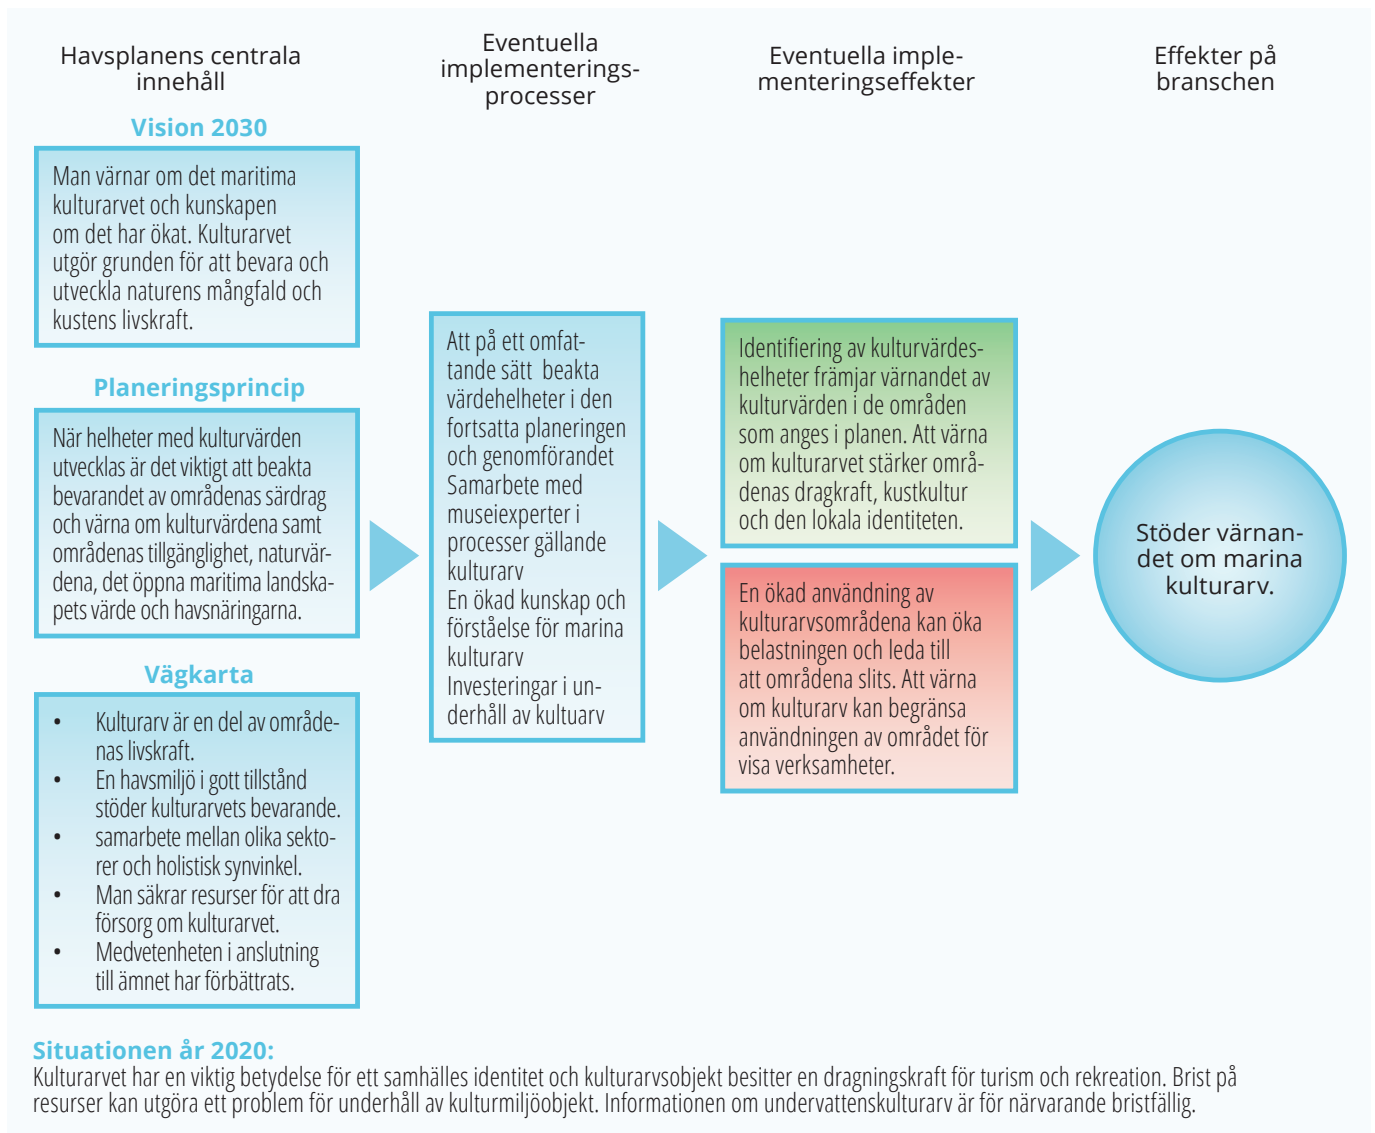 Havsplanens centrala
innehåll
Eventuella
implementerings-
processer
Eventuella imple-
menteringseffekter
Effekter på
branschen
Vision 2030
Man värnar om det maritima
kulturarvet och kunskapen
om det har ökat. Kulturarvet
utgör grunden för att bevara och
utveckla naturens mångfald och
kustens livskraft.
Planeringsprincip
När helheter med kulturvärden
utvecklas är det viktigt att beakta
bevarandet av områdenas särdrag
och värna om kulturvärdena samt
områdenas tillgänglighet, naturvär-
dena, det öppna maritima landska-
pets värde och havsnäringarna.
Vägkarta
• Kulturarv är en del av område-
nas livskraft.
• En havsmiljö i gott tillstånd
stöder kulturarvets bevarande.
• samarbete mellan olika sekto-
rer och holistisk synvinkel.
• Man säkrar resurser för att dra
försorg om kulturarvet.
• Medvetenheten i anslutning
till ämnet har förbättrats.
Att på ett omfat-
tande sätt  beakta
värdehelheter i den
fortsatta planeringen
och genomförandet
Samarbete med
museiexperter i
processer gällande
kulturarv
En ökad kunskap och
förståelse för marina
kulturarv
Investeringar i un-
derhåll av kultuarv
Identifiering av kulturvärdes-
helheter främjar värnandet av
kulturvärden i de områden
som anges i planen. Att värna
om kulturarvet stärker områ-
denas dragkraft, kustkultur
och den lokala identiteten.
En ökad användning av
kulturarvsområdena kan öka
belastningen och leda till
att områdena slits. Att värna
om kulturarv kan begränsa
användningen av området för
visa verksamheter.
Stöder värnan-
det om marina
kulturarv.
Situationen år 2020:
Kulturarvet har en viktig betydelse för ett samhälles identitet och kulturarvsobjekt besitter en dragningskraft för turism och rekreation. Brist på
resurser kan utgöra ett problem för underhåll av kulturmiljöobjekt. Informationen om undervattenskulturarv är för närvarande bristfällig.